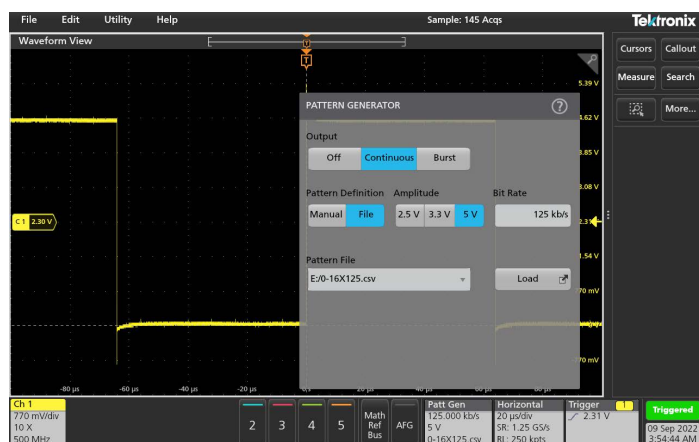 File Edit Utility Help Sample: 145 Acqs Tektronix
Waveform View
Cursors Callout
Measure Search
More...
5.39 V
PATTERN GENERATOR
4.62 V
Output
Off Continuous Burst
3.85 V
Pattern Definition Amplitude Bit Rate
3.08 V
Manual File 2.5 V 3.3 V 5 V 125 kb/s
C 1 2.30 V
1.54 V
Pattern File
E:/0-16X125.csv Load
-80 µs -60 µs -40 µs -20 µs
Ch 1
770 mV/div
10 X
500 MHz
2 3 4 5
Math
Ref
Bus
AFG
Patt Gen
125.000 kb/s
5 V
0-16X125.csv
Horizontal
20 µs/div
SR: 1.25 GS/s
RL: 250 kpts
Trigger 1
2.31 V
Triggered
09 Sep 2022
3:54:44 AM